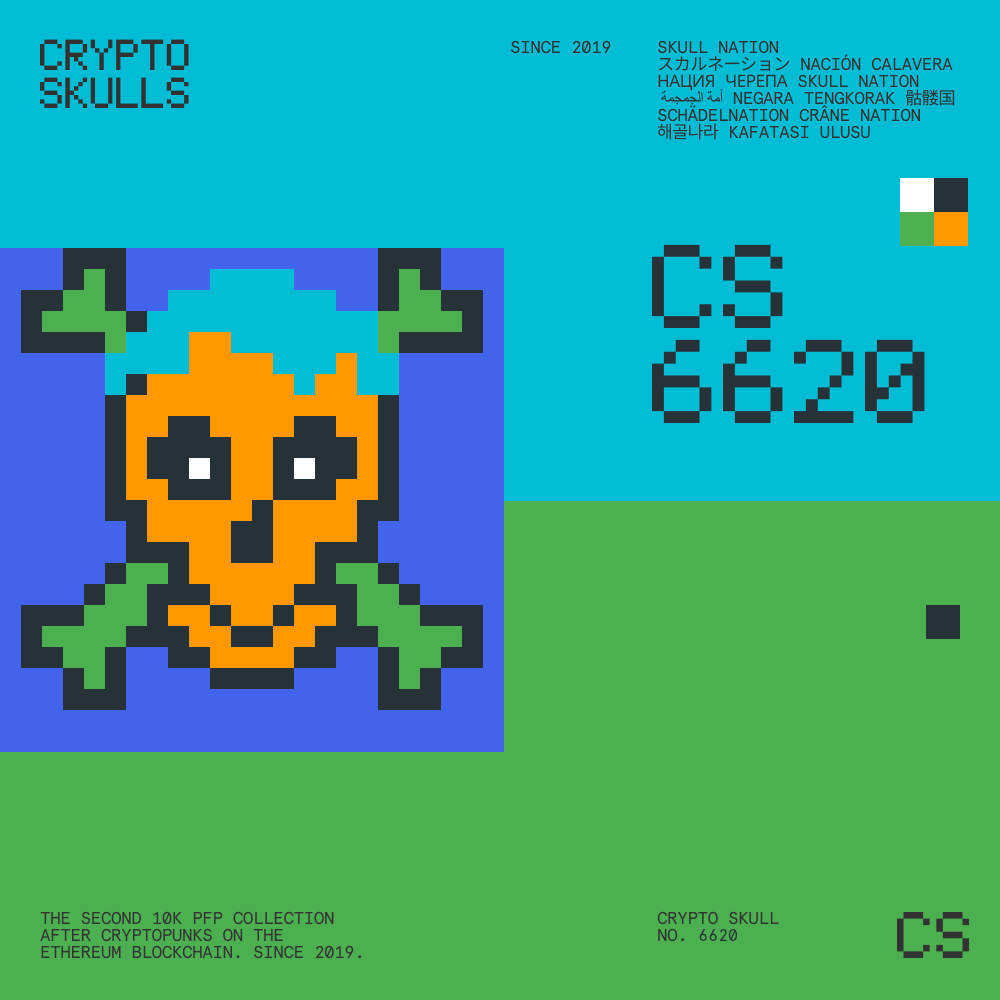 CRYPTO
SKULLS
SINCE 2019
SKULL NATION
スカルネーション NACIÓN CALAVERA
НАЦИЯ ЧЕРЕПА SKULL NATION
أمة الجمجمة NEGARA TENGKORAK 骷髅国
SCHÄDELNATION CRÂNE NATION
해골나라 KAFATASI ULUSU
CS
6620
THE SECOND 10K PFP COLLECTION
AFTER CRYPTOPUNKS ON THE
ETHEREUM BLOCKCHAIN. SINCE 2019.
CRYPTO SKULL
NO. 6620
CS